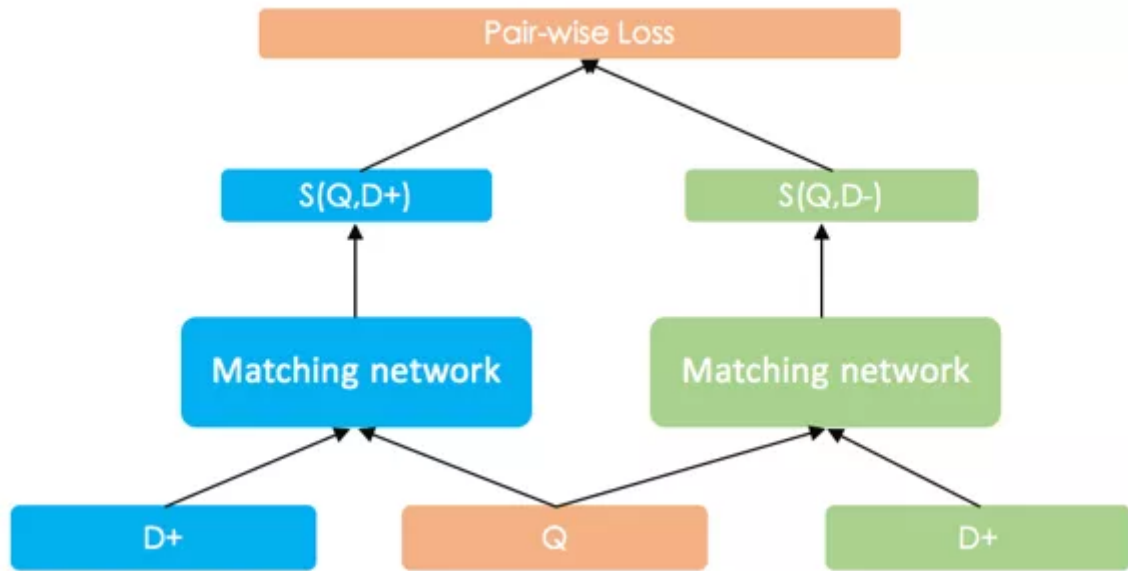 Pair-wise Loss
S(Q,D+)
S(Q,D-)
Matching network
Matching network
D+
Q
D+